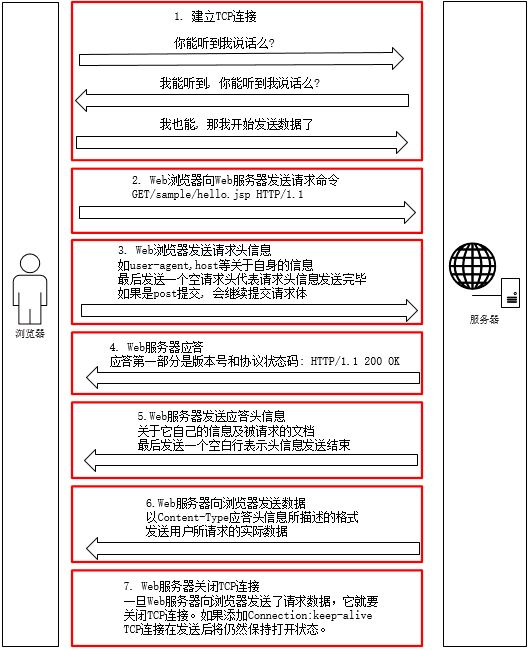 1. 建立TCP连接
你能听到我说话么?
我能听到, 你能听到我说话么?
我也能, 那我开始发送数据了
2. Web浏览器向Web服务器发送请求命令
GET/sample/hello.jsp HTTP/1.1
3. Web浏览器发送请求头信息
如user-agent,host等关于自身的信息
最后发送一个空请求头代表请求头信息发送完毕
如果是post提交, 会继续提交请求体
浏览器
服务器
4. Web服务器应答
应答第一部分是版本号和协议状态码: HTTP/1.1 200 OK
5.Web服务器发送应答头信息
关于它自己的信息及被请求的文档
最后发送一个空白行表示头信息发送结束
6.Web服务器向浏览器发送数据
以Content-Type应答头信息所描述的格式
发送用户所请求的实际数据
7. Web服务器关闭TCP连接
一旦Web服务器向浏览器发送了请求数据，它就要
关闭TCP连接。如果添加Connection:keep-alive
TCP连接在发送后将仍然保持打开状态。